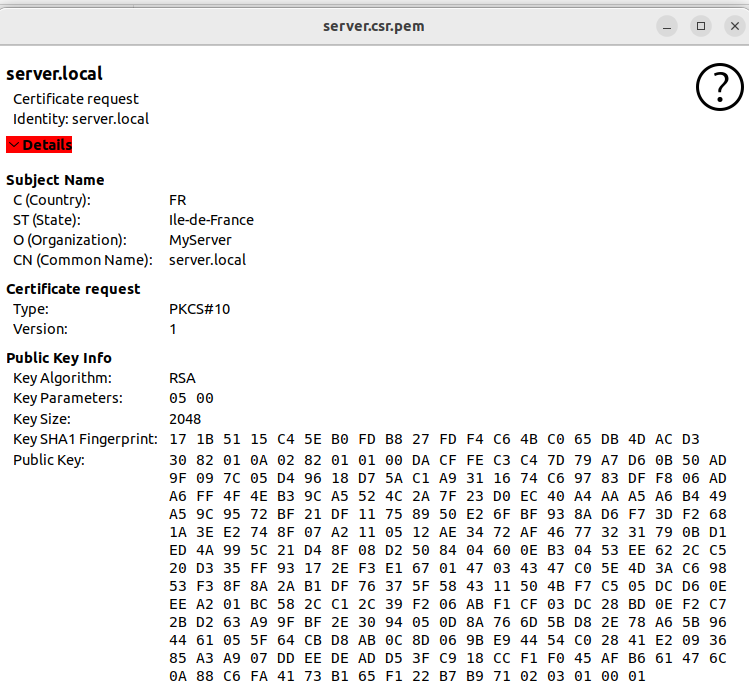 server.csr.pem
server.local
?
Certificate request
Identity: server.local
Details
Subject Name
C (Country): FR
ST (State): Ile-de-France
O (Organization): MyServer
CN (Common Name): server.local
Certificate request
Type: PKCS#10
Version: 1
Public Key Info
Key Algorithm: RSA
Key Parameters: 05 00
Key Size: 2048
Key SHA1 Fingerprint: 17 1B 51 15 C4 5E B0 FD B8 27 FD F4 C6 4B C0 65 DB 4D AC D3
Public Key: 30 82 01 0A 02 82 01 01 00 DA CF FE C3 C4 7D 79 A7 D6 0B 50 AD
9F 09 7C 05 D4 96 18 D7 5A C1 A9 31 16 74 C6 97 83 DF F8 06 AD
A6 FF 4F 4E B3 9C A5 52 4C 2A 7F 23 D0 EC 40 A4 AA A5 A6 B4 49
A5 9C 95 72 BF 21 DF 11 75 89 50 E2 6F BF 93 8A D6 F7 3D F2 68
1A 3E E2 74 8F 07 A2 11 05 12 AE 34 72 AF 46 77 32 31 79 0B D1
ED 4A 99 5C 21 D4 8F 08 D2 50 84 04 60 0E B3 04 53 EE 62 2C C5
20 D3 35 FF 93 17 2E F3 E1 67 01 47 03 43 47 C0 5E 4D 3A C6 98
53 F3 8F 8A 2A B1 DF 76 37 5F 58 43 11 50 4B F7 C5 05 DC D6 0E
EE A2 01 BC 58 2C C1 2C 39 F2 06 AB F1 CF 03 DC 28 BD 0E F2 C7
2B D2 63 A9 9F BF 2E 30 94 05 0D 8A 76 6D 5B D8 2E 78 A6 5B 96
44 61 05 5F 64 CB D8 AB 0C 8D 06 9B E9 44 54 C0 28 41 E2 09 36
85 A3 A9 07 DD EE DE AD D5 3F C9 18 CC F1 F0 45 AF B6 61 47 6C
0A 88 C6 FA 41 73 B1 65 F1 22 B7 B9 71 02 03 01 00 01